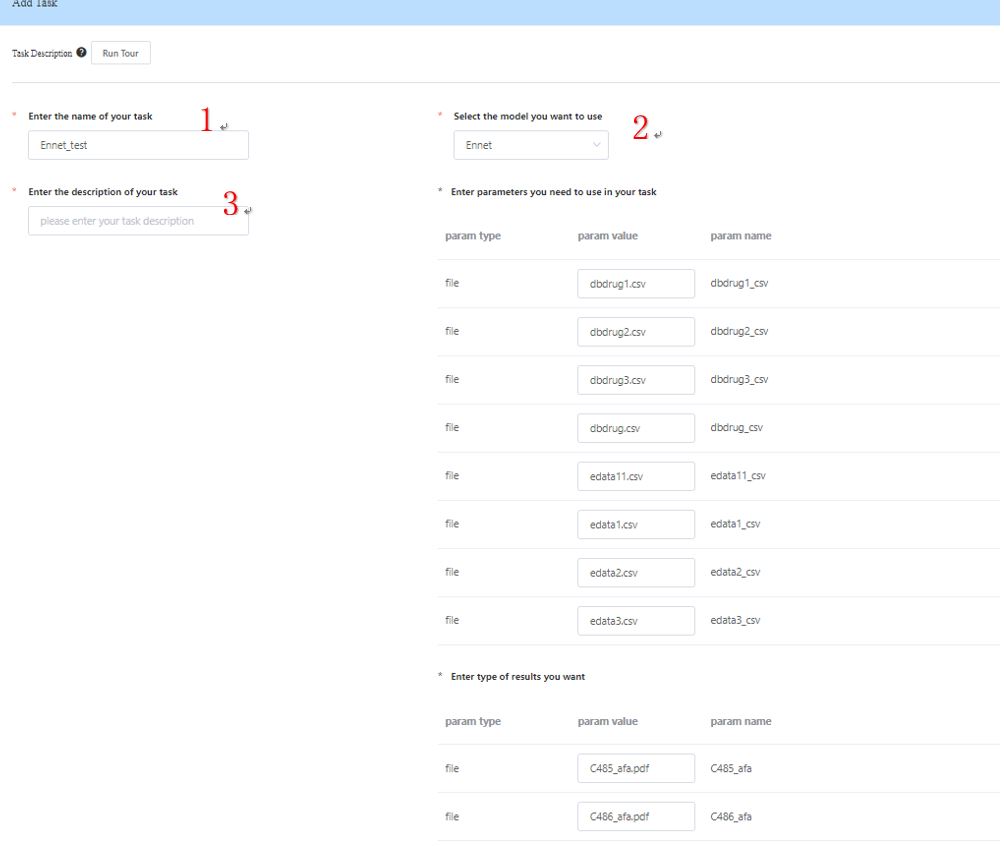 Add Task
Task Description ? Run Tour
* Enter the name of your task 1
Ennet_test
* Select the model you want to use 2
Ennet
* Enter the description of your task 3
please enter your task description
* Enter parameters you need to use in your task
param type param value param name
file dbdrug1.csv dbdrug1_csv
file dbdrug2.csv dbdrug2_csv
file dbdrug3.csv dbdrug3_csv
file dbdrug.csv dbdrug_csv
file edata11.csv edata11_csv
file edata1.csv edata1_csv
file edata2.csv edata2_csv
file edata3.csv edata3_csv
* Enter type of results you want
param type param value param name
file C485_afa.pdf C485_afa
file C486_afa.pdf C486_afa